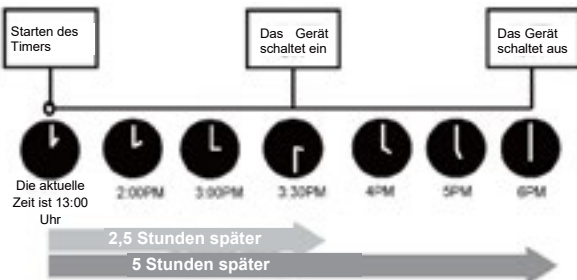 Starten des
Timers
Das Gerät
schaltet ein
Das Gerät
schaltet aus
Die aktuelle
Zeit ist 13:00
Uhr
2:00PM
3:00PM
3:30PM
4PM
5PM
6PM
2,5 Stunden später
5 Stunden später